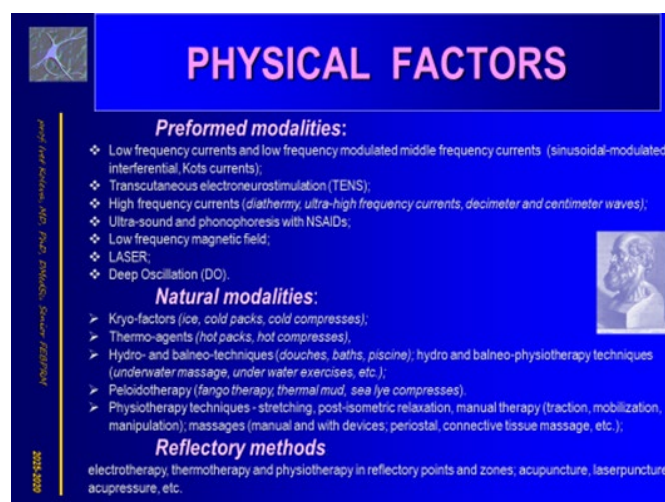 PHYSICAL FACTORS
Preformed modalities:
❖ Low frequency currents and low frequency modulated middle frequency currents (sinusoidal-modulated
interferential, Kots currents);
❖ Transcutaneous electroneurostimulation (TENS);
❖ High frequency currents (diathermy, ultra-high frequency currents, decimeter and centimeter waves);
❖ Ultra-sound and phonophoresis with NSAIDs;
❖ Low frequency magnetic field;
❖ LASER;
❖ Deep Oscillation (DO).
Natural modalities:
➢ Kryo-factors (ice, cold packs, cold compresses);
➢ Thermo-agents (hot packs, hot compresses),
➢ Hydro- and balneo-techniques (douches, baths, piscine); hydro and balneo-physiotherapy techniques
(underwater massage, under water exercises, etc.);
➢ Peloidotherapy (fango therapy, thermal mud, sea lye compresses).
➢ Physiotherapy techniques - stretching, post-isometric relaxation, manual therapy (traction, mobilization,
manipulation); massages (manual and with devices; periostal, connective tissue massage, etc.);
Reflectory methods
electrotherapy, thermotherapy and physiotherapy in reflectory points and zones; acupuncture, laserpuncture
acupressure, etc.
MD, PhD,